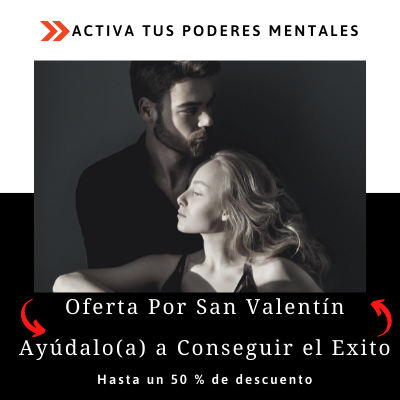 ACTIVA TUS PODERES MENTALES
Oferta Por San Valentín
Ayúdalo(a) a Conseguir el Exito
Hasta un 50 % de descuento